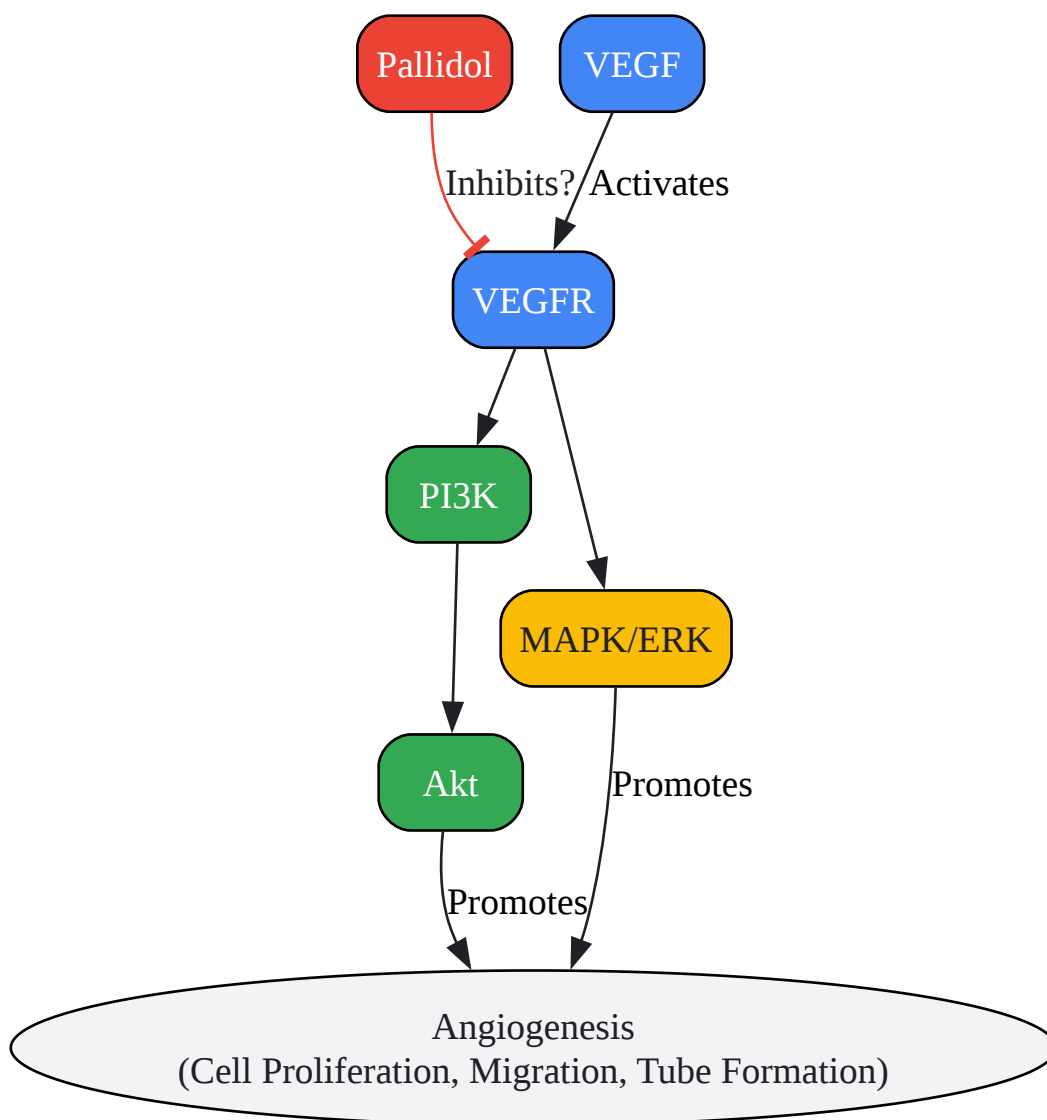 Pallidol
VEGF
Inhibits?
Activates
VEGFR
PI3K
MAPK/ERK
Akt
Promotes
Promotes
Angiogenesis
(Cell Proliferation, Migration, Tube Formation)